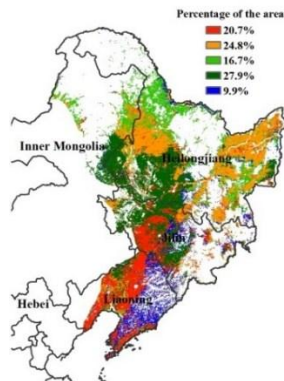 Percentage of the area
20.7%
24.8%
16.7%
27.9%
9.9%
Inner Mongolia
Heilongjiang
Jilin
Liaoning
Hebei